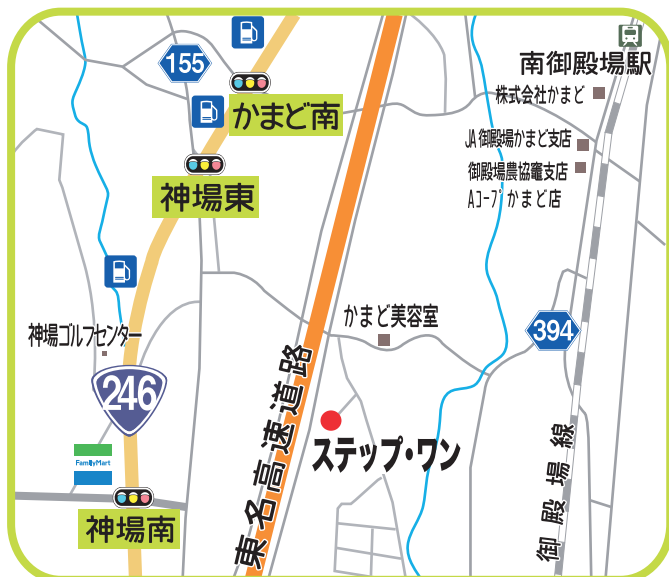 155
かまど南
南御殿場駅
株式会社かまど
JA御殿場かまど支店
御殿場農協竈支店
Aコープかまど店
神場東
かまど美容室
394
神場ゴルフセンター
246
東名高速道路
ステップ・ワン
FamilyMart
神場南
御殿場線